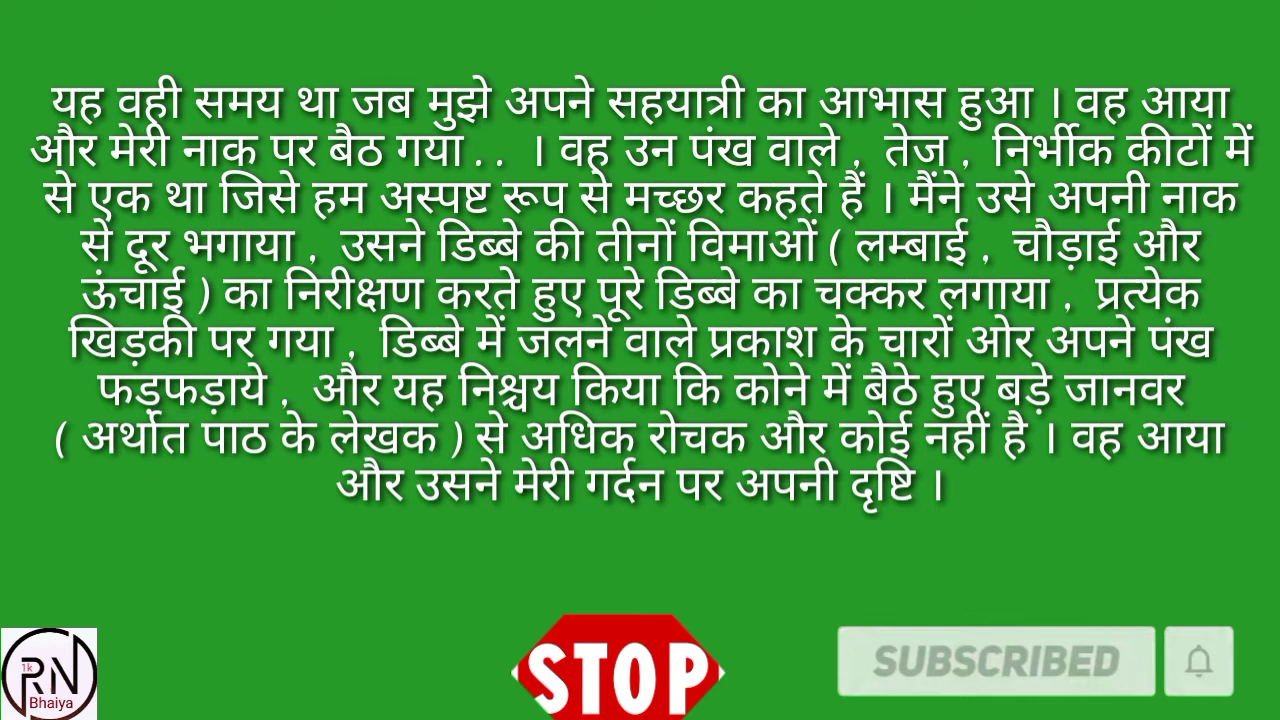 यह वही समय था जब मुझे अपने सहयात्री का आभास हुआ । वह आया
और मेरी नाक पर बैठ गया . . । वह उन पंख वाले , तेज , निर्भीक कीटों में
से एक था जिसे हम अस्पष्ट रूप से मच्छर कहते हैं । मैंने उसे अपनी नाक
से दूर भगाया , उसने डिब्बे की तीनों विमाओं ( लम्बाई , चौड़ाई और
ऊंचाई ) का निरीक्षण करते हुए पूरे डिब्बे का चक्कर लगाया , प्रत्येक
खिड़की पर गया , डिब्बे में जलने वाले प्रकाश के चारों ओर अपने पंख
फड़फड़ाये , और यह निश्चय किया कि कोने में बैठे हुए बड़े जानवर
( अर्थात पाठ के लेखक ) से अधिक रोचक और कोई नहीं है । वह आया
और उसने मेरी गर्दन पर अपनी दृष्टि ।
STOP
SUBSCRIBED
1k
RN
Bhaiya